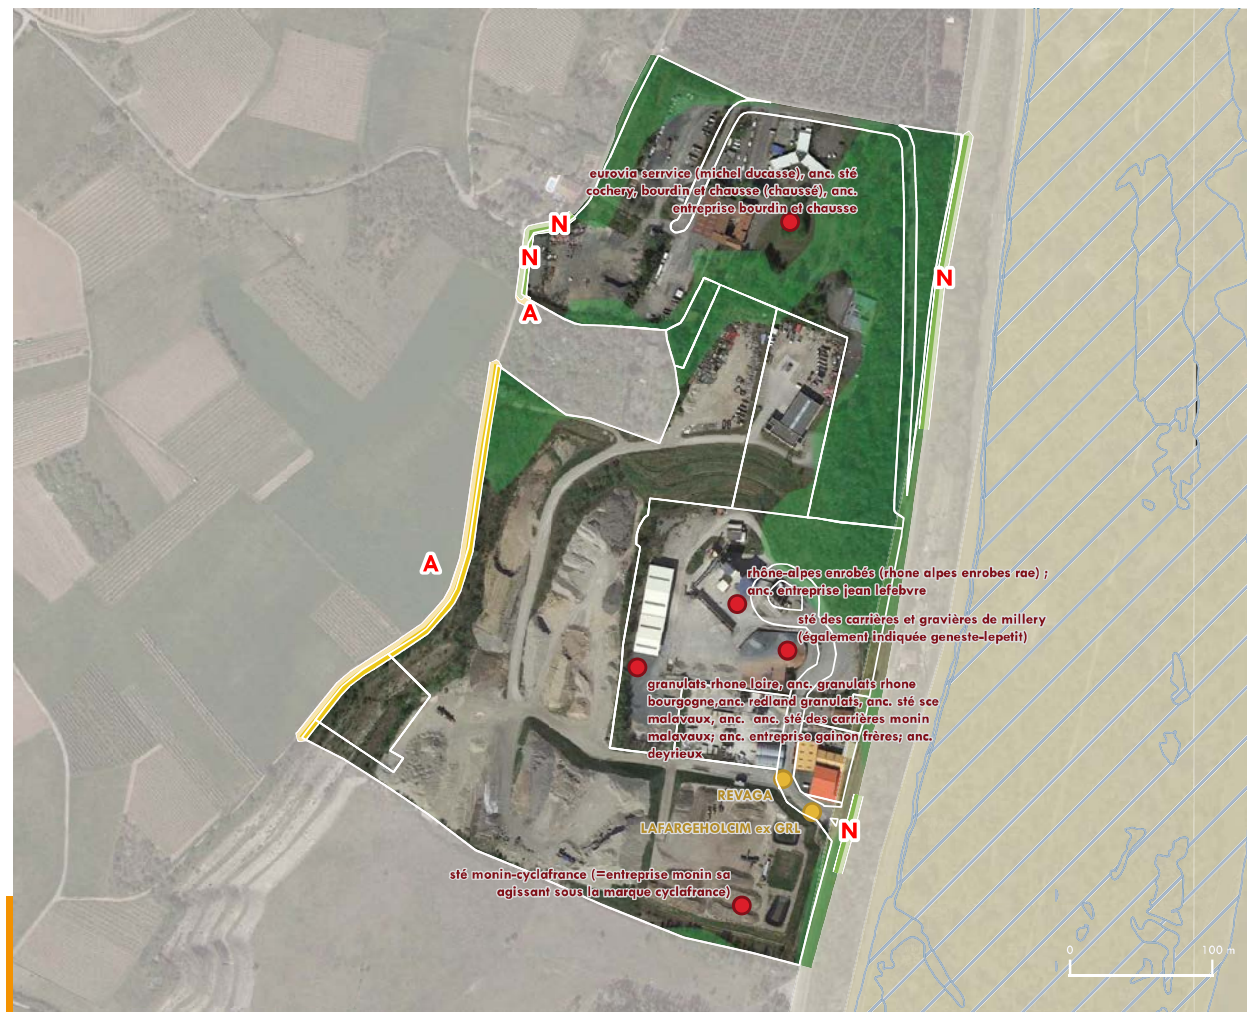 eurovia serrvice (michel ducasse), anc. sté
cochery, bourdin et chausse (chaussé), anc.
entreprise bourdin et chausse
N
N
N
A
A
rhône-alpes enrobés (rhone alpes enrobes rae) ;
anc. entreprise jean lefebvre
sté des carrières et gravières de millery
(également indiquée geneste-lepetit)
granulats rhone loire, anc. granulats rhone
bourgogne,anc. redland granulats, anc. sté sce
malavaux, anc. anc. sté des carrières monin
malavaux; anc. entreprise gainon frères; anc.
deyrieux
REVAGA
LAFARGEHOLCIM ex GRL
N
sté monin-cyclafrance (=entreprise monin sa
agissant sous la marque cyclafrance)
0
100 m